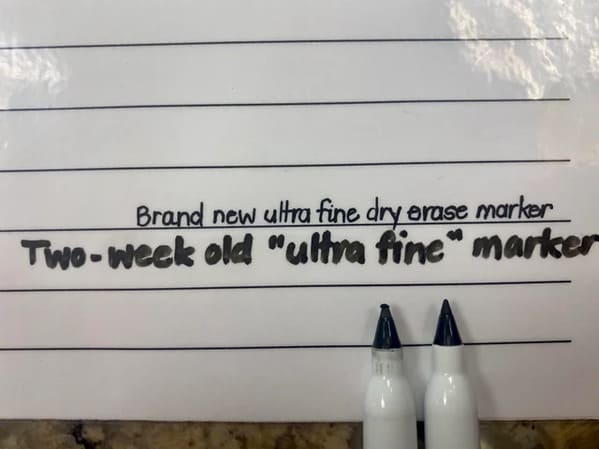 Brand new ultra fine dry erase marker
Two-week old "ultra fine" marker